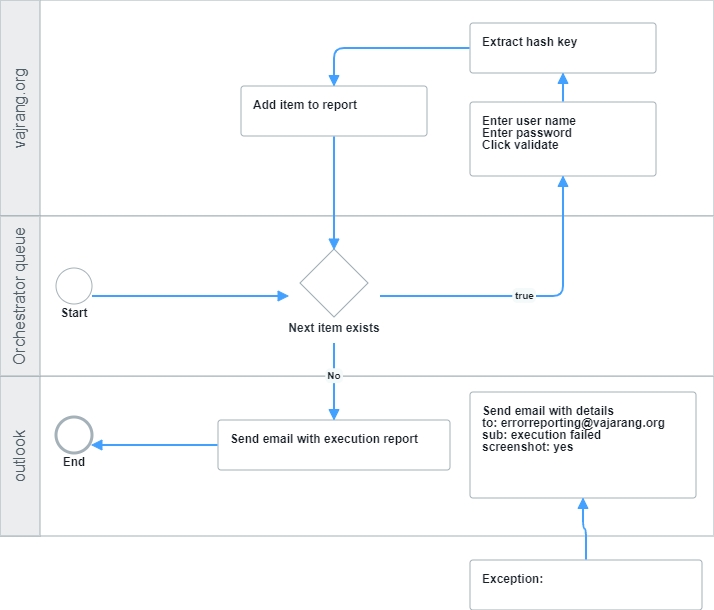 vajrang.org
Extract hash key
Add item to report
Enter user name
Enter password
Click validate
Orchestrator queue
Start
true
Next item exists
No
outlook
Send email with details
to: errorreporting@vajarang.org
sub: execution failed
screenshot: yes
Send email with execution report
End
Exception: